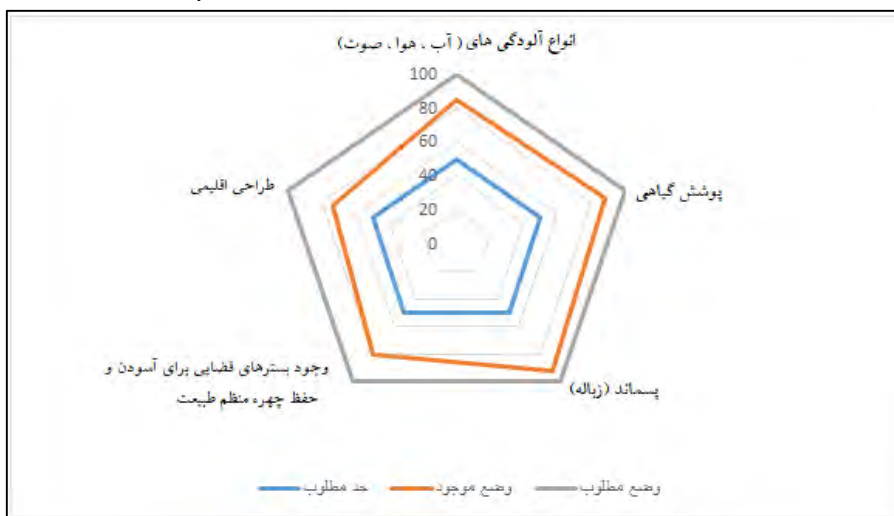 انواع آلودگی های ( آب ، هوا ، صوت)
100
80
60
40
20
0
پوشش گیاهی
پسماند (زباله)
وجود بسترهای فضایی برای آسودن و
حفظ چهره منظم طبیعت
طراحی اقلیمی
حد مطلوب
وضع موجود
وضع مطلوب